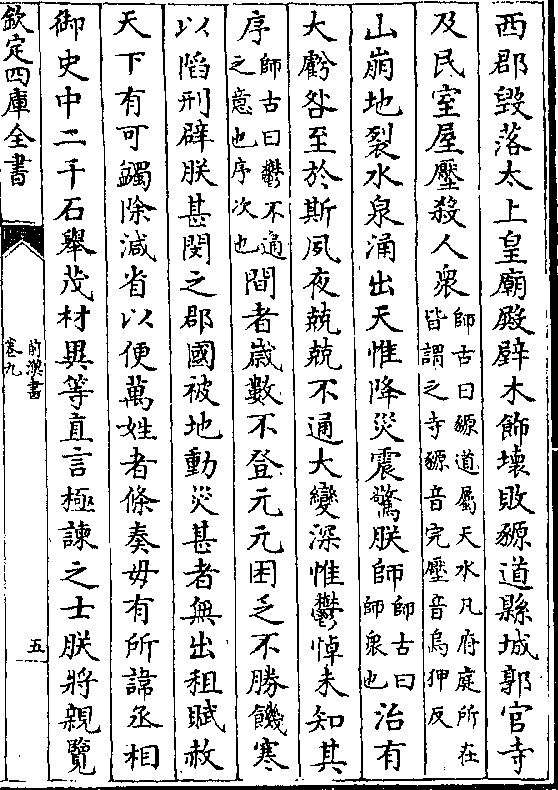 西郡毀落太上皇廟殿壁木飾壞敗豲道縣城郭官寺
及民室屋壓殺人衆師古曰豲道屬天水凡府庭所在皆謂之寺豲音完壓音烏狎反
山崩地裂水泉涌出天惟降災震驚朕師師古曰師衆也治有
大虧咎至於斯夙夜兢兢不通大變深惟鬱悼未知其
序師古曰鬱不通之意也序次也間者歲數不登元元困乏不勝饑寒
以陷刑辟朕甚閔之郡國被地動災甚者無出租賦赦
天下有可蠲除減省以便萬姓者條奏毋有所諱丞相
御史中二千石舉茂材異等直言極諫之士朕將親覽
欽定四庫全書
前漢書
卷九
五